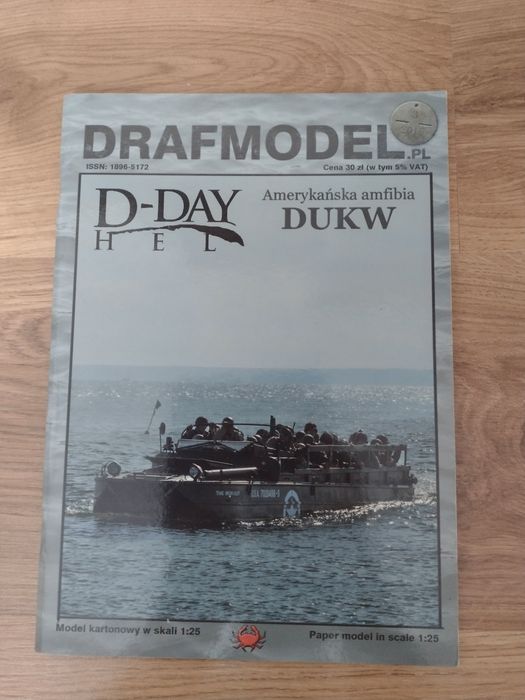 DRAFMODEL.PL
ISSN: 1896-5172
Cena 30 zł (w tym 5% VAT)
D-DAY
HEL
Amerykańska amfibia
DUKW
Model kartonowy w skali 1:25
Paper model in scale 1:25